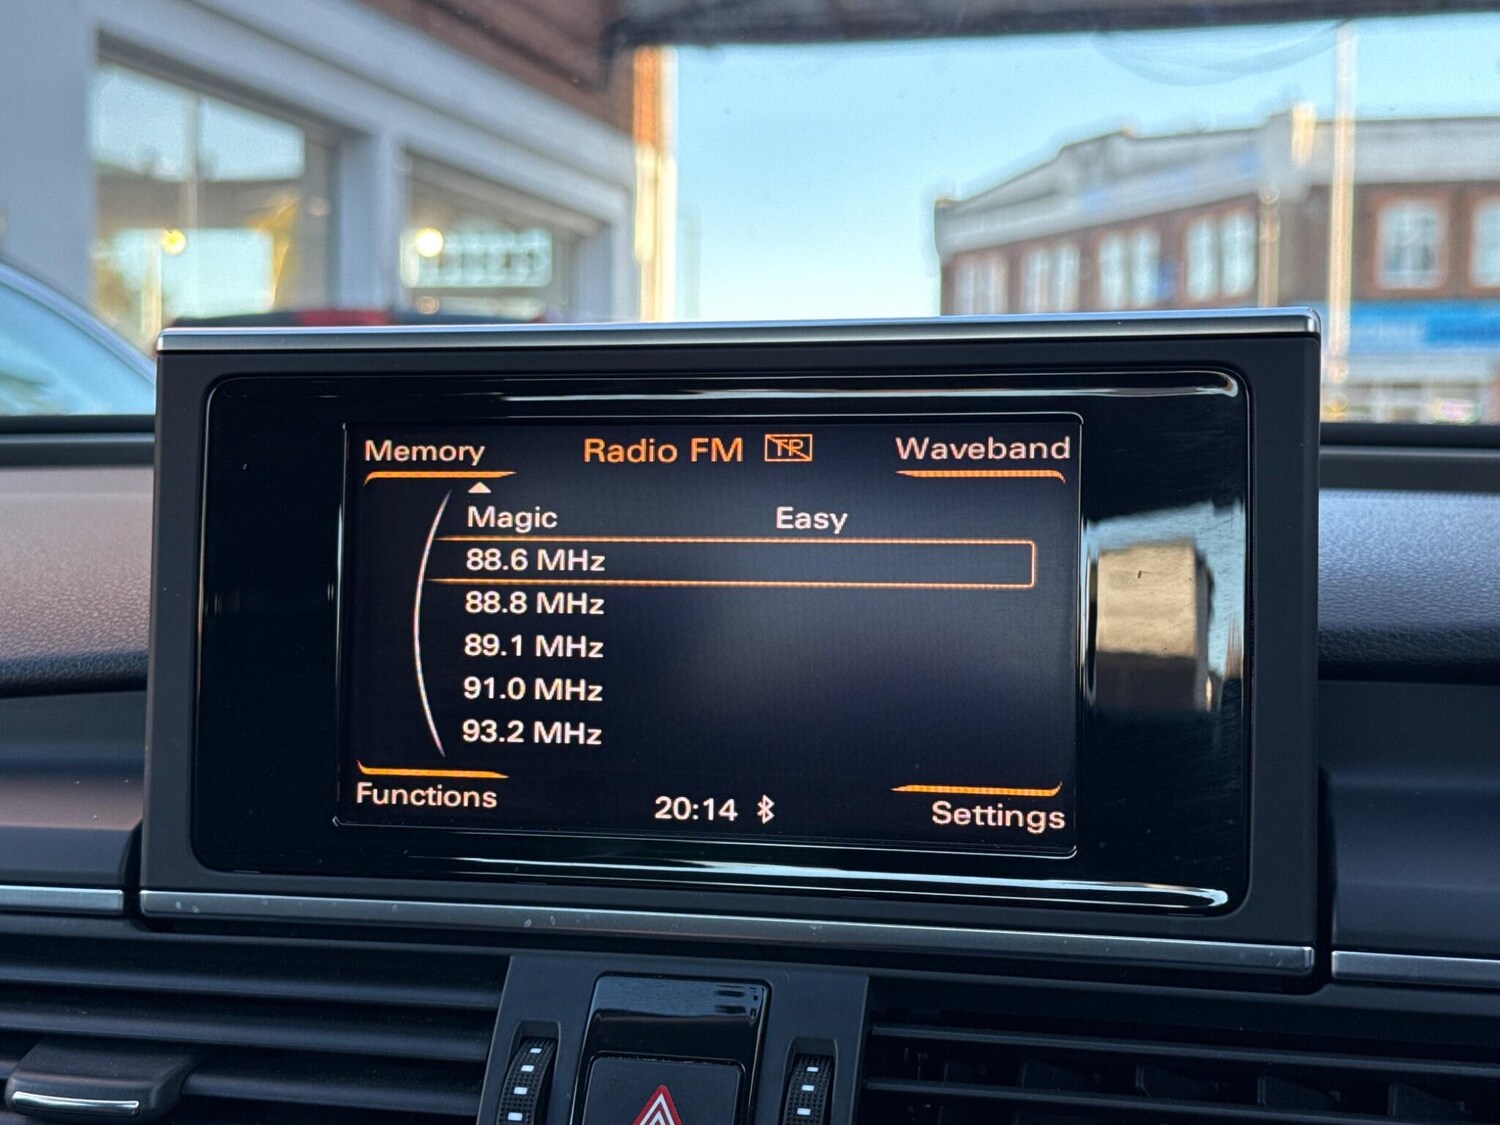 Memory Radio FM TP Waveband
Magic Easy
88.6 MHz
88.8 MHz
89.1 MHz
91.0 MHz
93.2 MHz
Functions 20:14 Settings